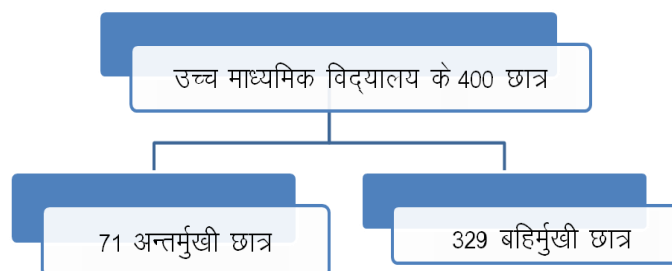 उच्च माध्यमिक विद्यालय के 400 छात्र
71 अन्तर्मुखी छात्र
329 बहिर्मुखी छात्र